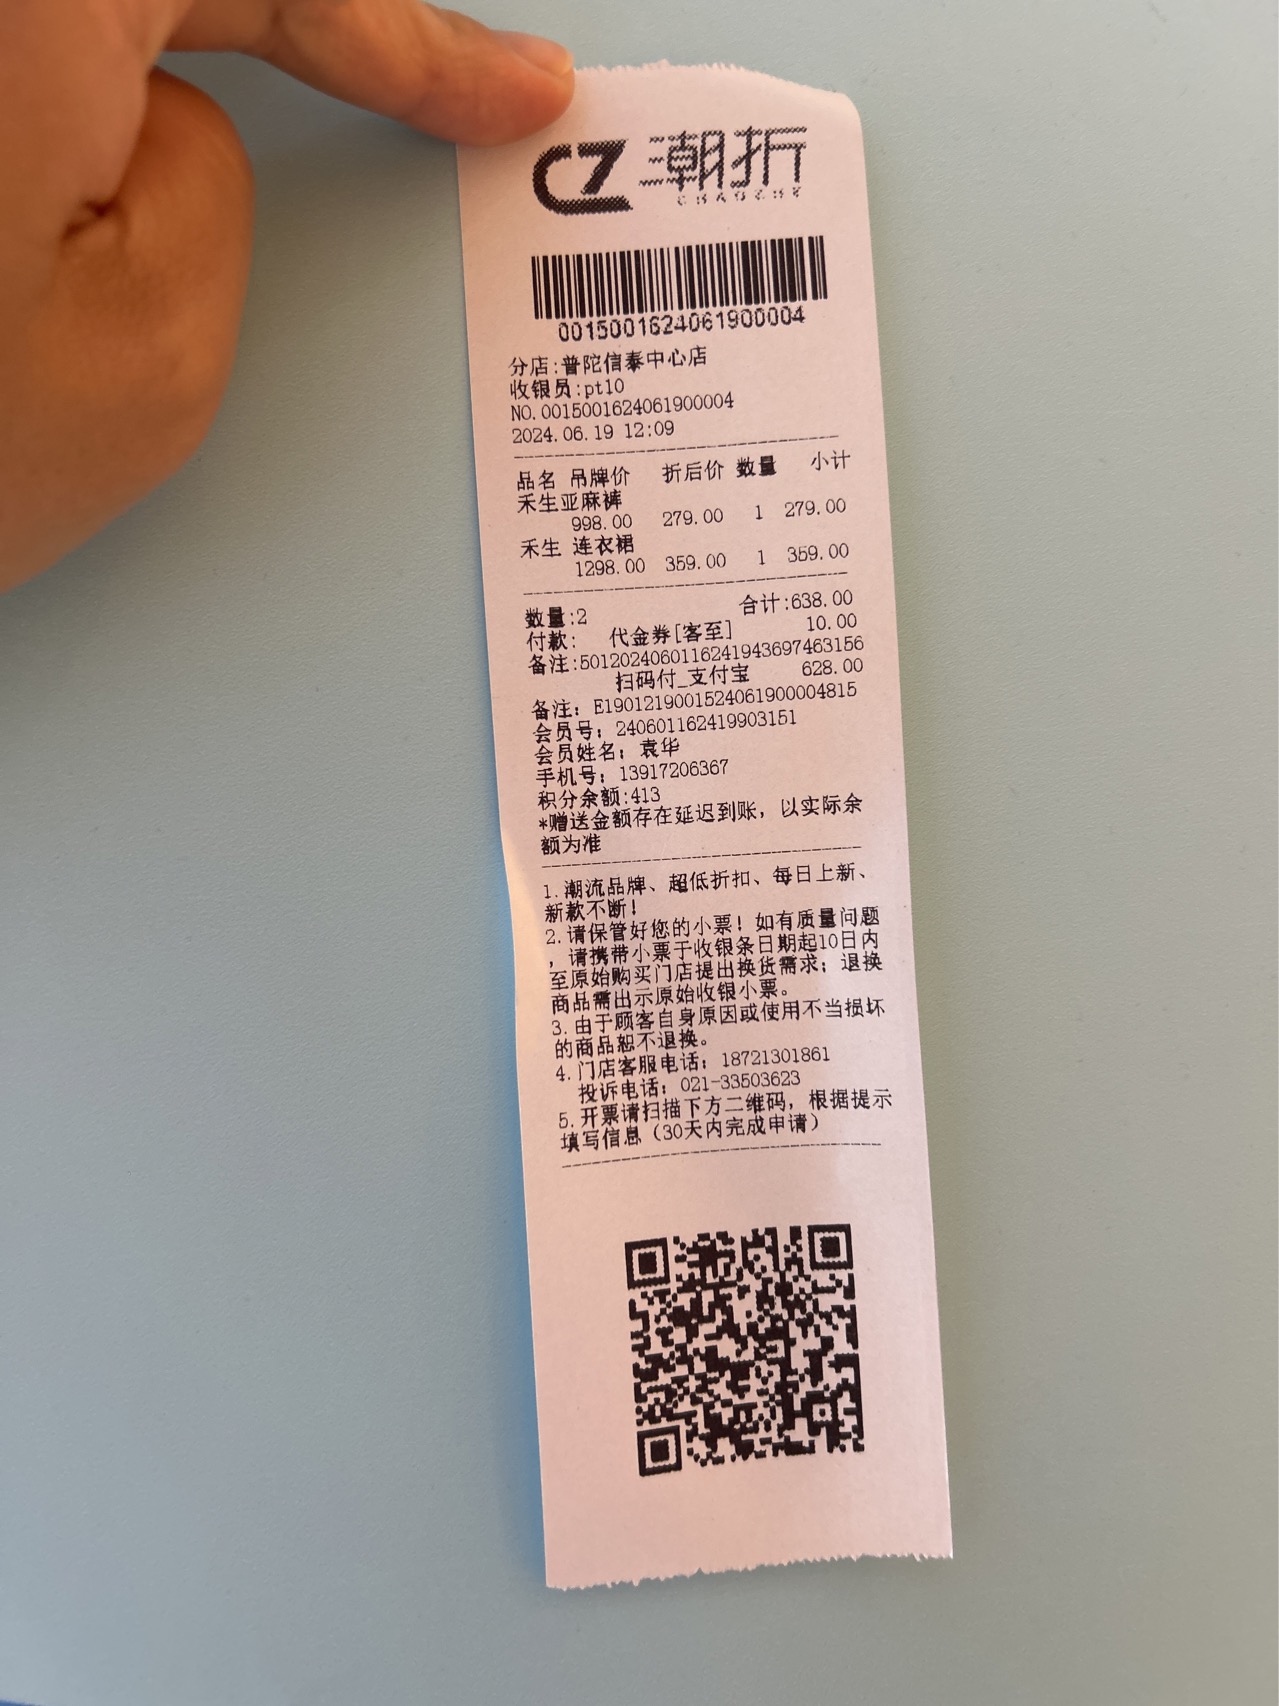 CZ 潮折
CHAOZHE
0015001624061900004
分店:普陀信泰中心店
收银员:pt10
NO.0015001624061900004
2024.06.19 12:09
品名 吊牌价 折后价 数量 小计
禾生亚麻裤
998.00 279.00 1 279.00
禾生 连衣裙
1298.00 359.00 1 359.00
数量:2 合计:638.00
付款: 代金券[客至] 10.00
备注:5012024060116241943697463156
扫码付_支付宝 628.00
备注: E1901219001524061900004815
会员号: 240601162419903151
会员姓名: 袁华
手机号: 13917206367
积分余额:413
*赠送金额存在延迟到账，以实际余
额为准
1.潮流品牌、超低折扣、每日上新、
新款不断！
2.请保管好您的小票！如有质量问题
，请携带小票于收银条日期起10日内
至原始购买门店提出换货需求；退换
商品需出示原始收银小票。
3.由于顾客自身原因或使用不当损坏
的商品恕不退换。
4.门店客服电话: 18721301861
投诉电话: 021-33503623
5.开票请扫描下方二维码，根据提示
填写信息（30天内完成申请）